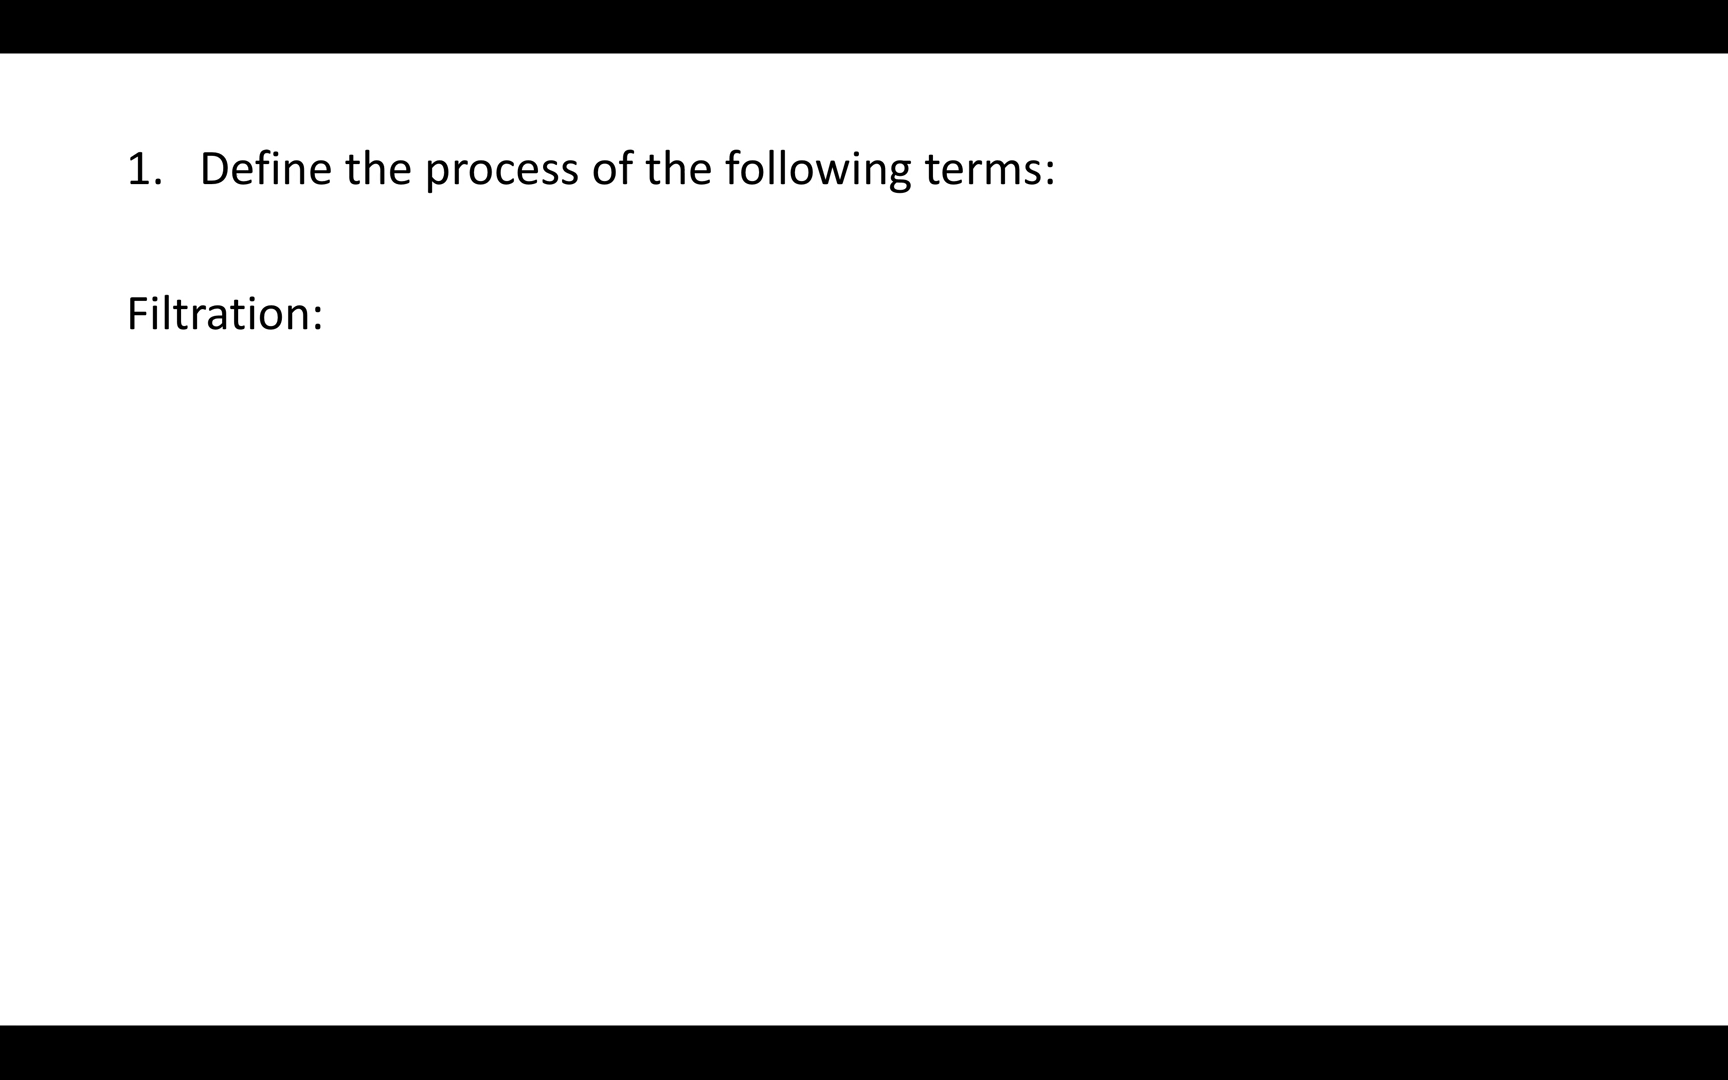 1. Define the process of the following terms:
Filtration: